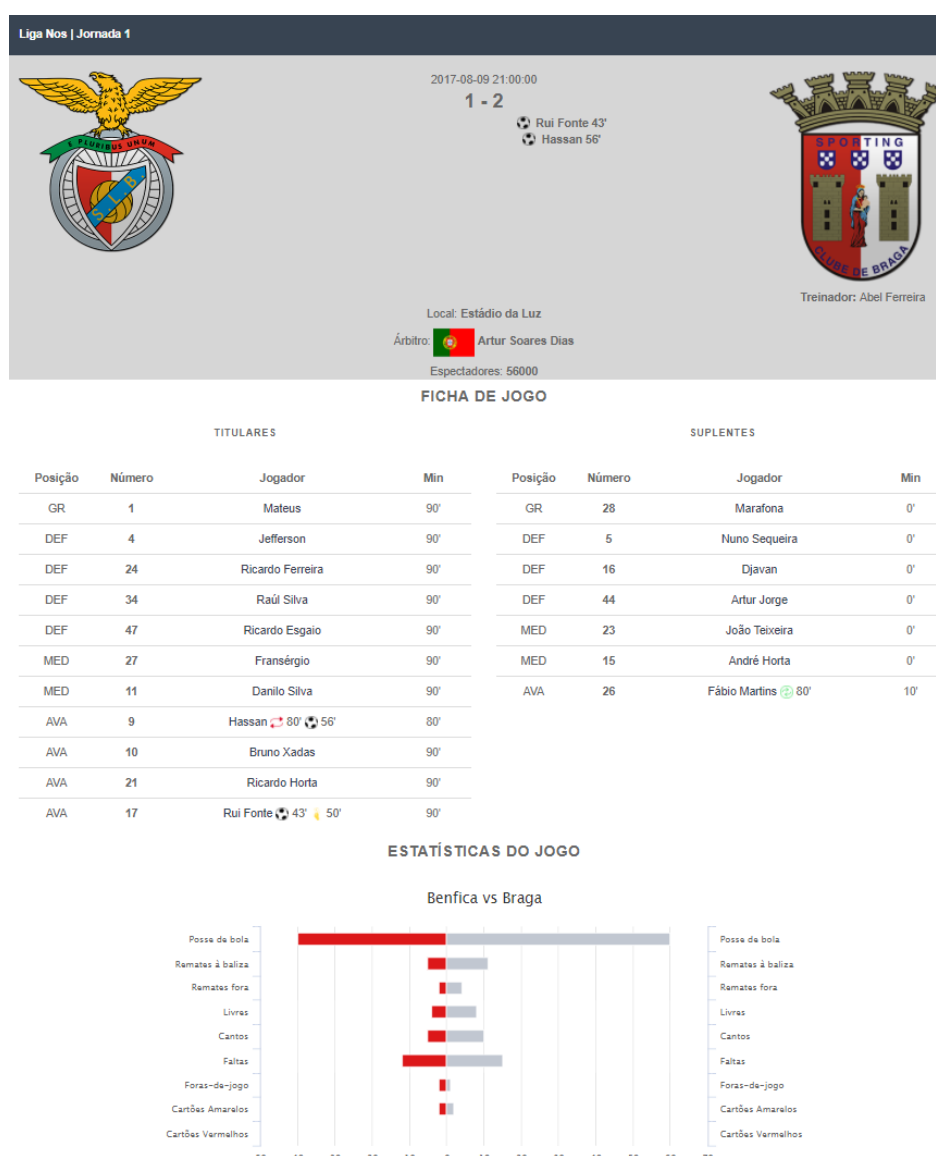 Liga Nos | Jornada 1
E PLURIBUS UNUM
S. L. B.
2017-08-09 21:00:00
1 - 2
Rui Fonte 43'
Hassan 56'
SPORTING
CLUBE DE BRAGA
Treinador: Abel Ferreira
Local: Estádio da Luz
Árbitro: Artur Soares Dias
Espectadores: 56000
FICHA DE JOGO
TITULARES
Posição Número Jogador Min
GR 1 Mateus 90'
DEF 4 Jefferson 90'
DEF 24 Ricardo Ferreira 90'
DEF 34 Raúl Silva 90'
DEF 47 Ricardo Esgaio 90'
MED 27 Fransérgio 90'
MED 11 Danilo Silva 90'
AVA 9 Hassan 80' 56' 80'
AVA 10 Bruno Xadas 90'
AVA 21 Ricardo Horta 90'
AVA 17 Rui Fonte 43' 50' 90'
SUPLENTES
Posição Número Jogador Min
GR 28 Marafona 0'
DEF 5 Nuno Sequeira 0'
DEF 16 Djavan 0'
DEF 44 Artur Jorge 0'
MED 23 João Teixeira 0'
MED 15 André Horta 0'
AVA 26 Fábio Martins 80' 10'
ESTATÍSTICAS DO JOGO
Benfica vs Braga
Posse de bola Posse de bola
Remates à baliza Remates à baliza
Remates fora Remates fora
Livres Livres
Cantos Cantos
Faltas Faltas
Foras-de-jogo Foras-de-jogo
Cartões Amarelos Cartões Amarelos
Cartões Vermelhos Cartões Vermelhos